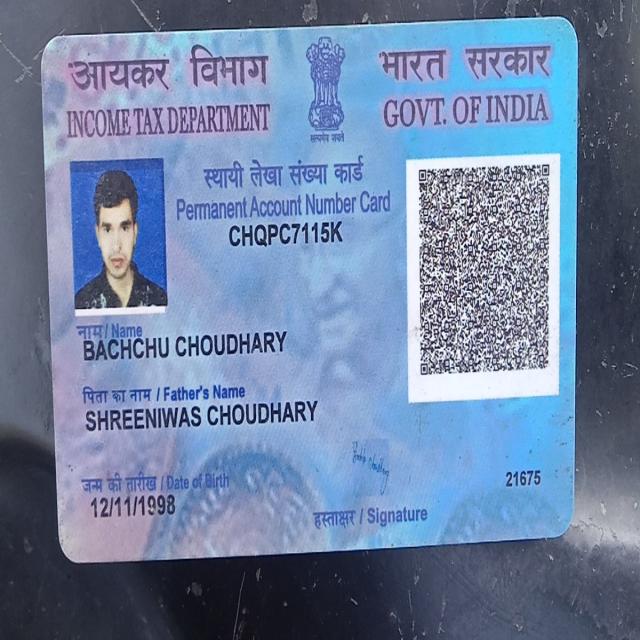 आयकर विभाग
INCOME TAX DEPARTMENT
सत्यमेव जयते
भारत सरकार
GOVT. OF INDIA
स्थायी लेखा संख्या कार्ड
Permanent Account Number Card
CHQPC7115K
नाम / Name
BACHCHU CHOUDHARY
पिता का नाम / Father's Name
SHREENIWAS CHOUDHARY
जन्म की तारीख / Date of Birth
12/11/1998
हस्ताक्षर / Signature
21675